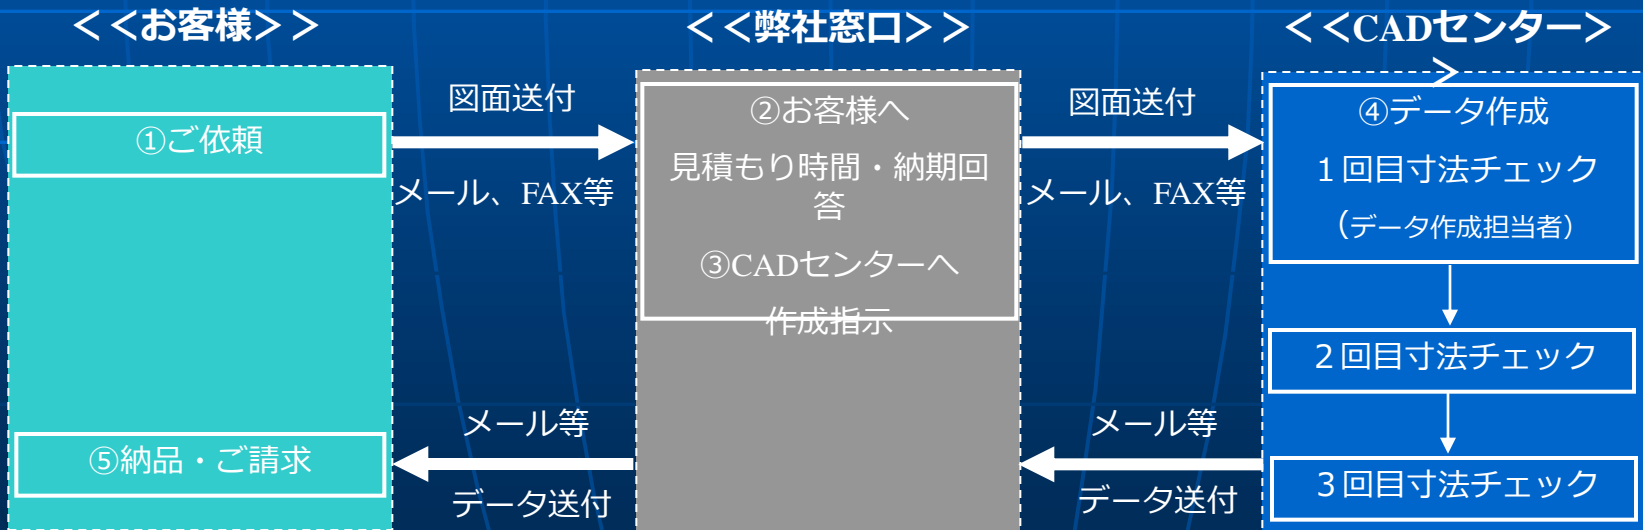 <<お客様>>
<<弊社窓口>>
<<CADセンター>
>
①ご依頼
図面送付
メール、FAX等
②お客様へ
見積もり時間・納期回
答
③CADセンターへ
作成指示
図面送付
メール、FAX等
④データ作成
１回目寸法チェック
（データ作成担当者）
２回目寸法チェック
３回目寸法チェック
メール等
データ送付
メール等
データ送付
⑤納品・ご請求